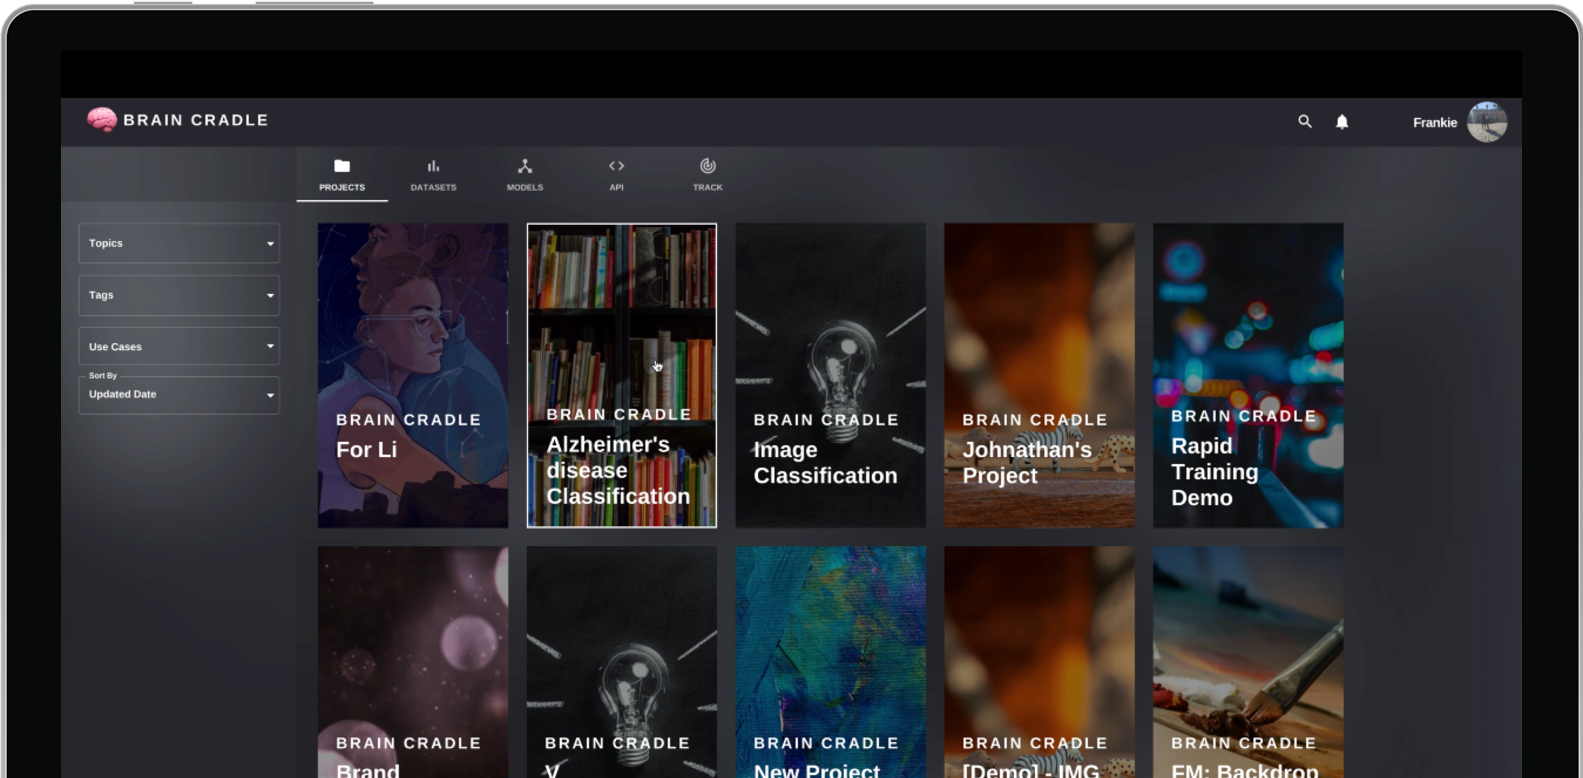 BRAIN CRADLE
Frankie
PROJECTS
DATASETS
MODELS
API
TRACK
Topics
Tags
Use Cases
Sort By
Updated Date
BRAIN CRADLE
For Li
BRAIN CRADLE
Alzheimer's
disease
Classification
BRAIN CRADLE
Image
Classification
BRAIN CRADLE
Johnathan's
Project
BRAIN CRADLE
Rapid
Training
Demo
BRAIN CRADLE
Brand
BRAIN CRADLE
V
BRAIN CRADLE
New Project
BRAIN CRADLE
[Demo] - IMG
BRAIN CRADLE
FM: Backdrop